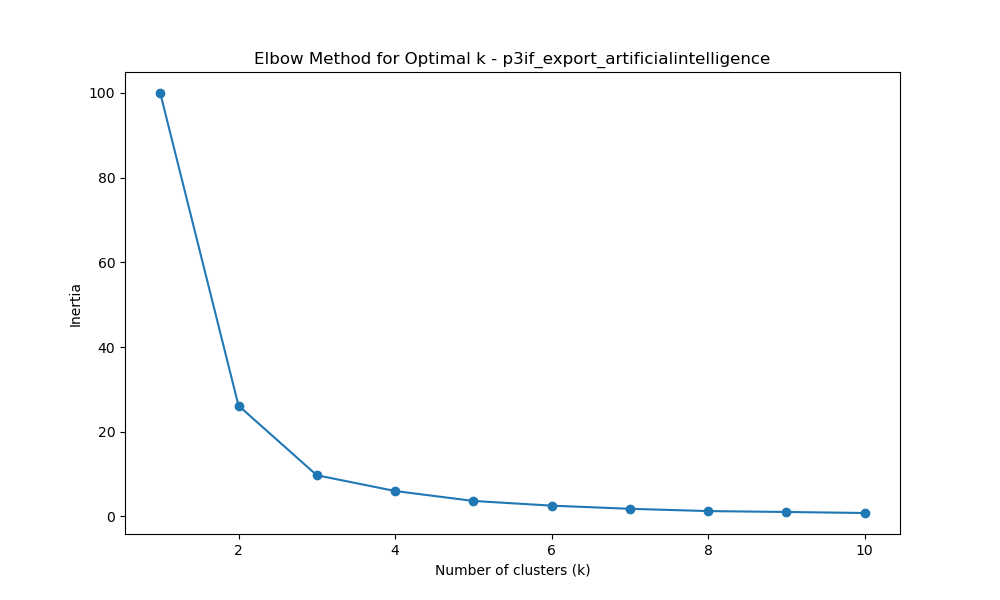 Elbow Method for Optimal k - p3if_export_artificialintelligence
100
80
60
40
20
0
Inertia
2 4 6 8 10
Number of clusters (k)